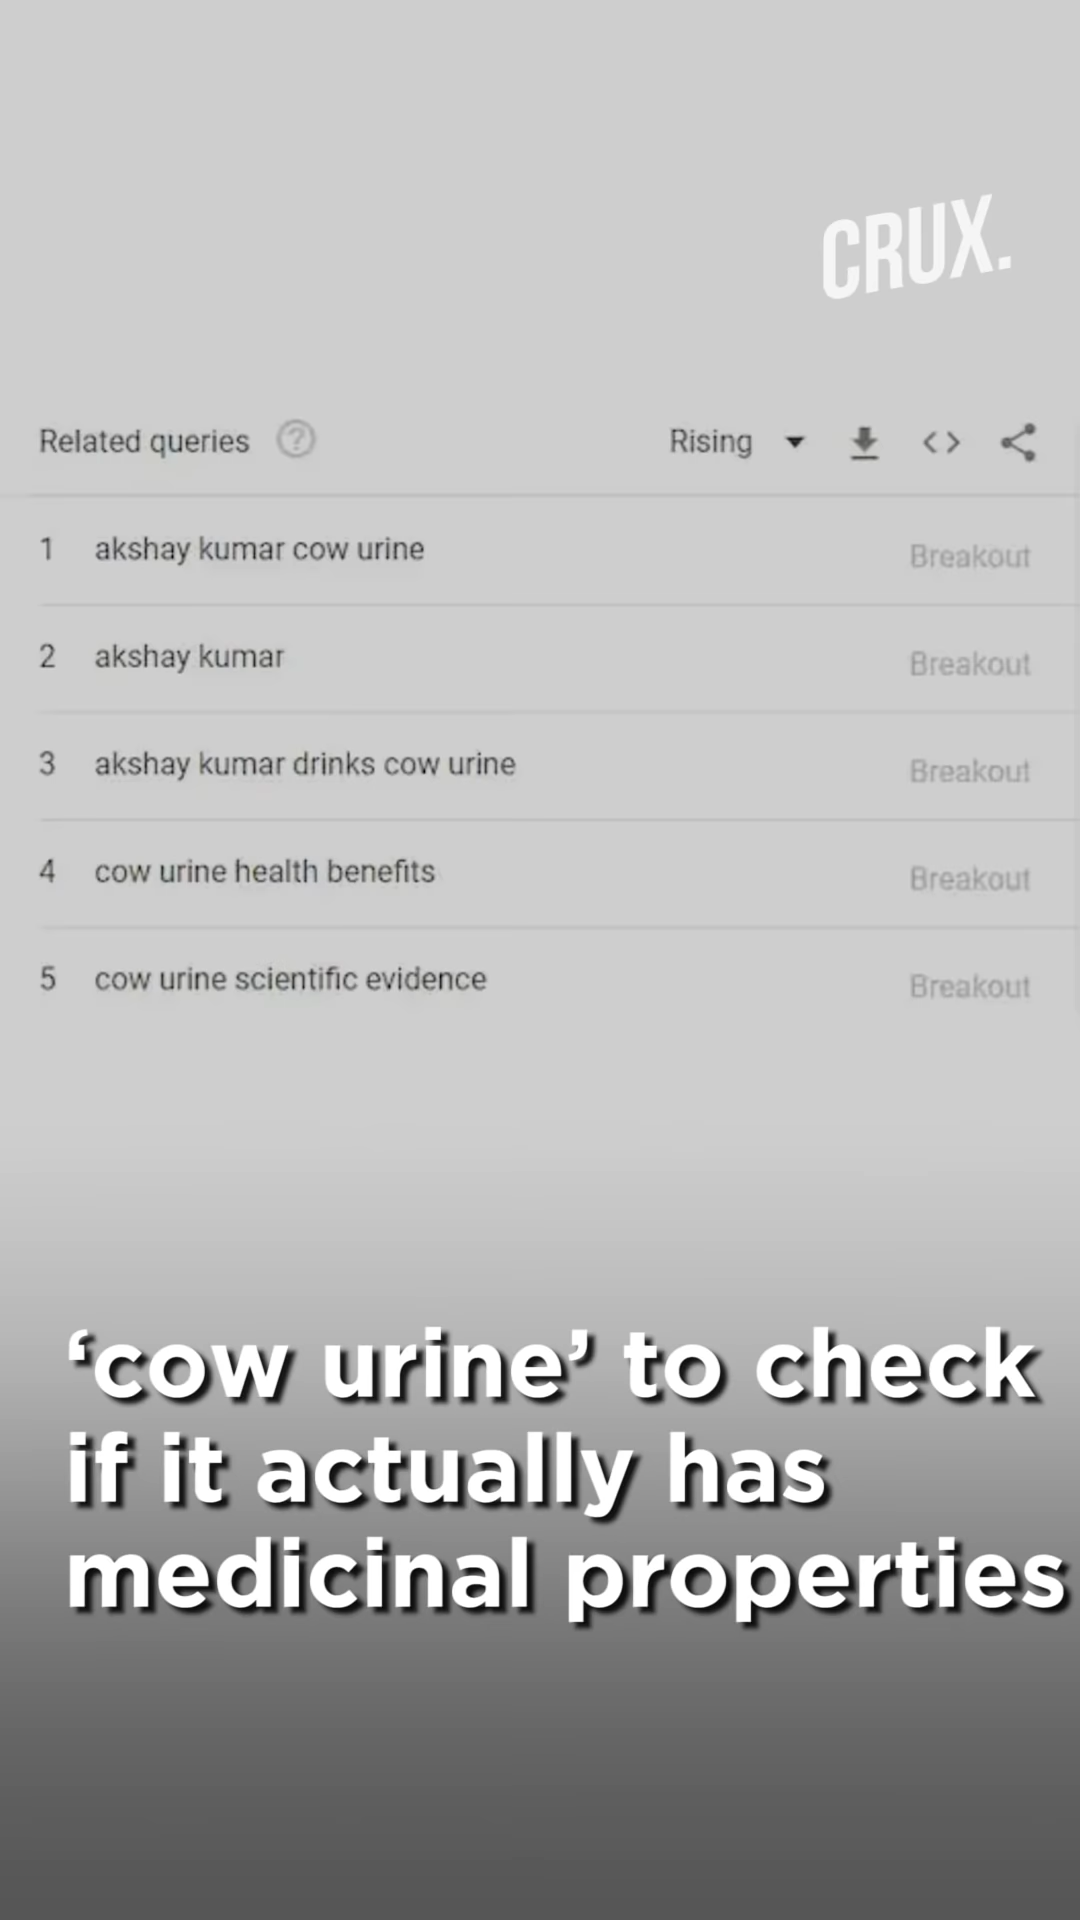 CRUX.
Related queries
Rising
1 akshay kumar cow urine Breakout
2 akshay kumar Breakout
3 akshay kumar drinks cow urine Breakout
4 cow urine health benefits Breakout
5 cow urine scientific evidence Breakout
‘cow urine’ to check
if it actually has
medicinal properties